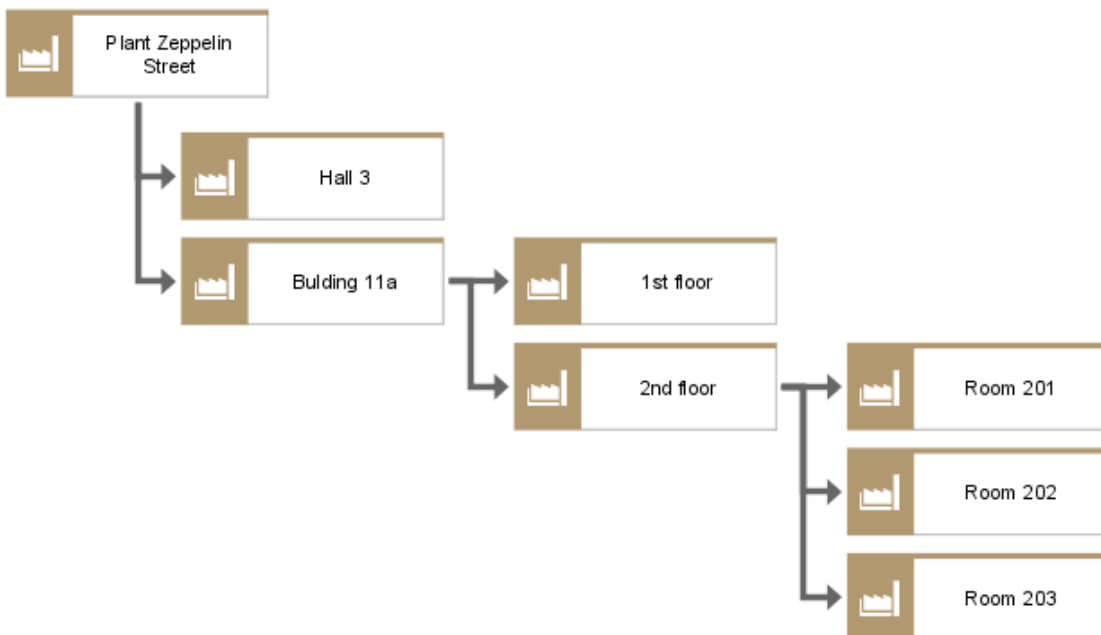 Plant Zeppelin
Street
Hall 3
Bulding 11a
1st floor
2nd floor
Room 201
Room 202
Room 203